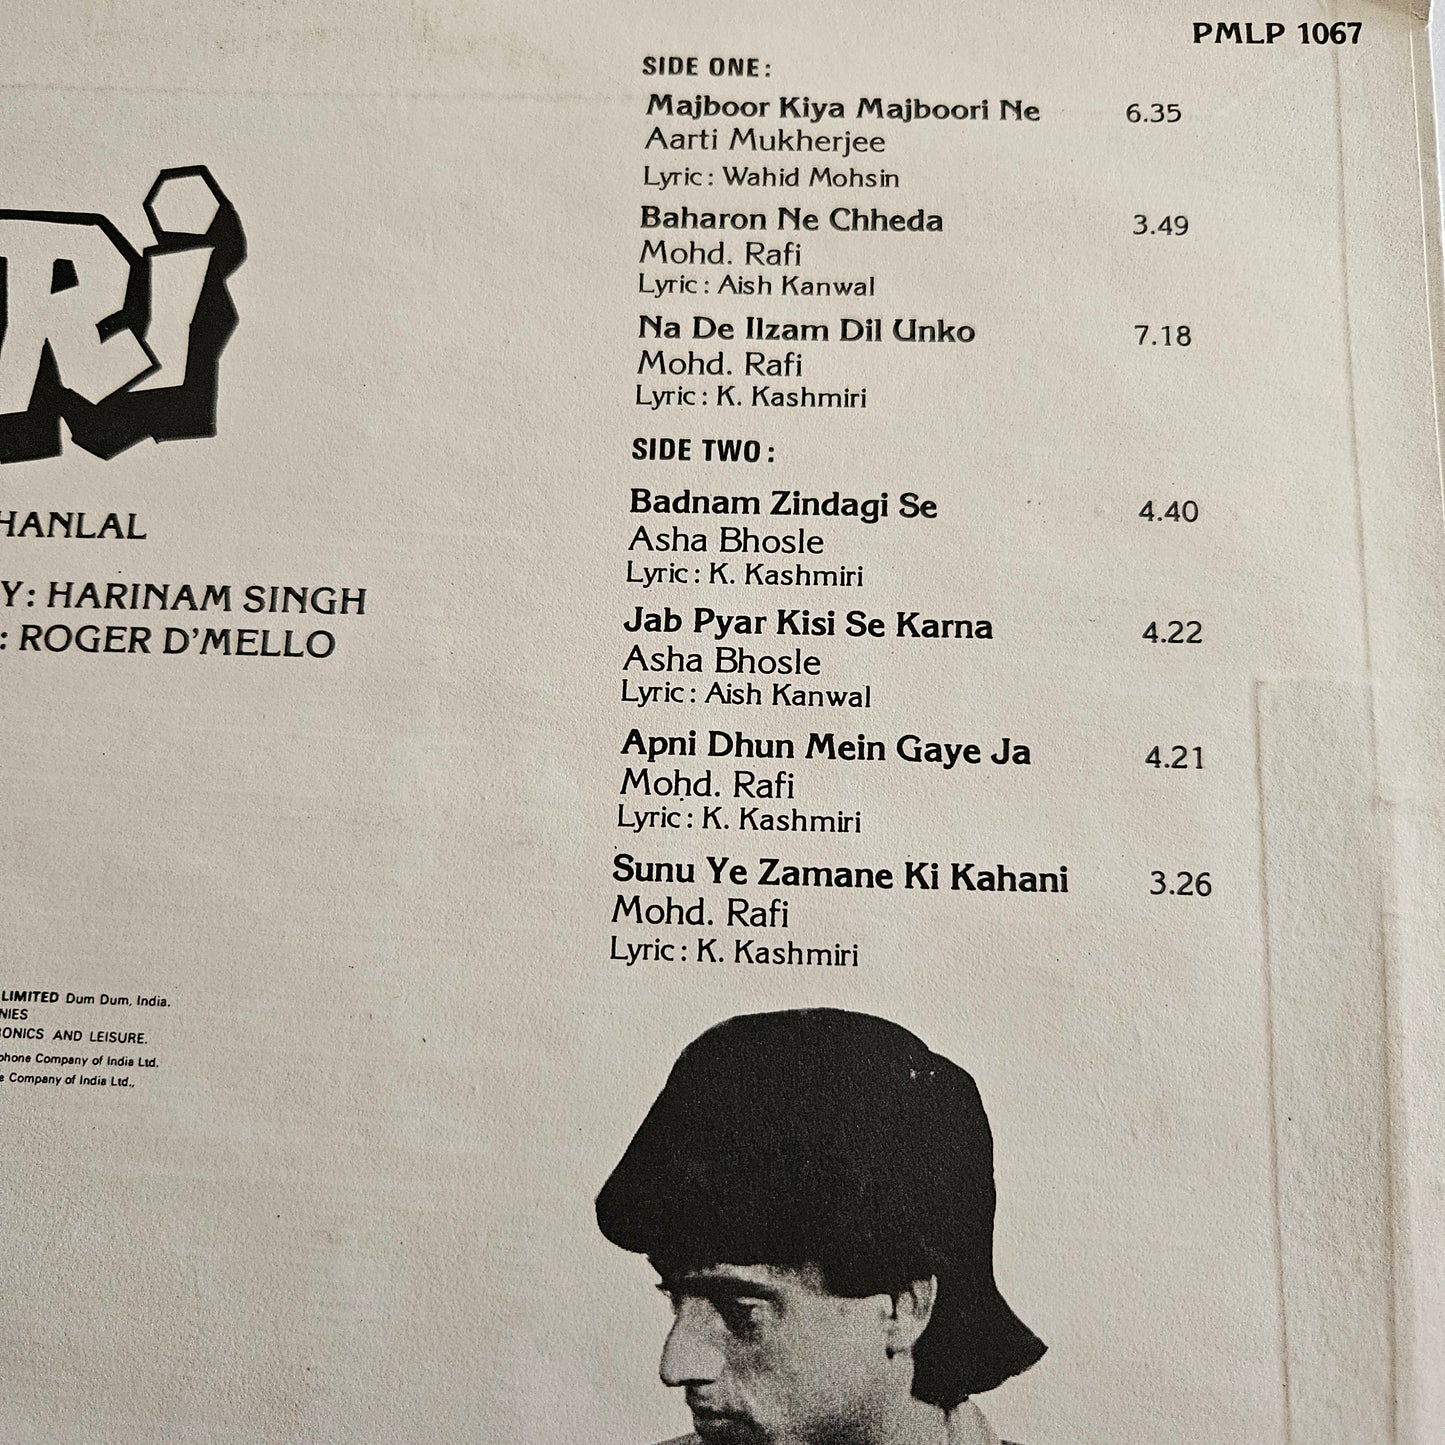 PMLP 1067
SIDE ONE:
Majboor Kiya Majboori Ne 6.35
Aarti Mukherjee
Lyric: Wahid Mohsin
Baharon Ne Chheda 3.49
Mohd. Rafi
Lyric: Aish Kanwal
Na De Ilzam Dil Unko 7.18
Mohd. Rafi
Lyric: K. Kashmiri
SIDE TWO:
Badnam Zindagi Se 4.40
Asha Bhosle
Lyric: K. Kashmiri
Jab Pyar Kisi Se Karna 4.22
Asha Bhosle
Lyric: Aish Kanwal
Apni Dhun Mein Gaye Ja 4.21
Mohd. Rafi
Lyric: K. Kashmiri
Sunu Ye Zamane Ki Kahani 3.26
Mohd. Rafi
Lyric: K. Kashmiri
Ri
HANLAL
Y: HARINAM SINGH
: ROGER D'MELLO
LIMITED Dum Dum, India.
NIES
RONICS AND LEISURE.
phone Company of India Ltd.
e Company of India Ltd.,